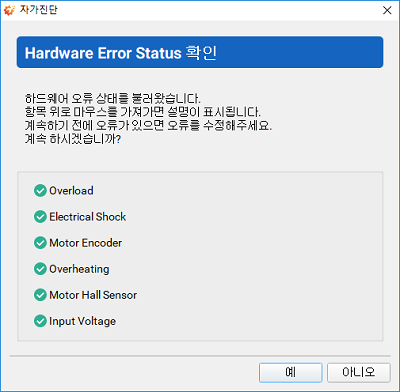 자가진단
Hardware Error Status 확인
하드웨어 오류 상태를 불러왔습니다.
항목 위로 마우스를 가져가면 설명이 표시됩니다.
계속하기 전에 오류가 있으면 오류를 수정해주세요.
계속 하시겠습니까?
Overload
Electrical Shock
Motor Encoder
Overheating
Motor Hall Sensor
Input Voltage
예
아니오